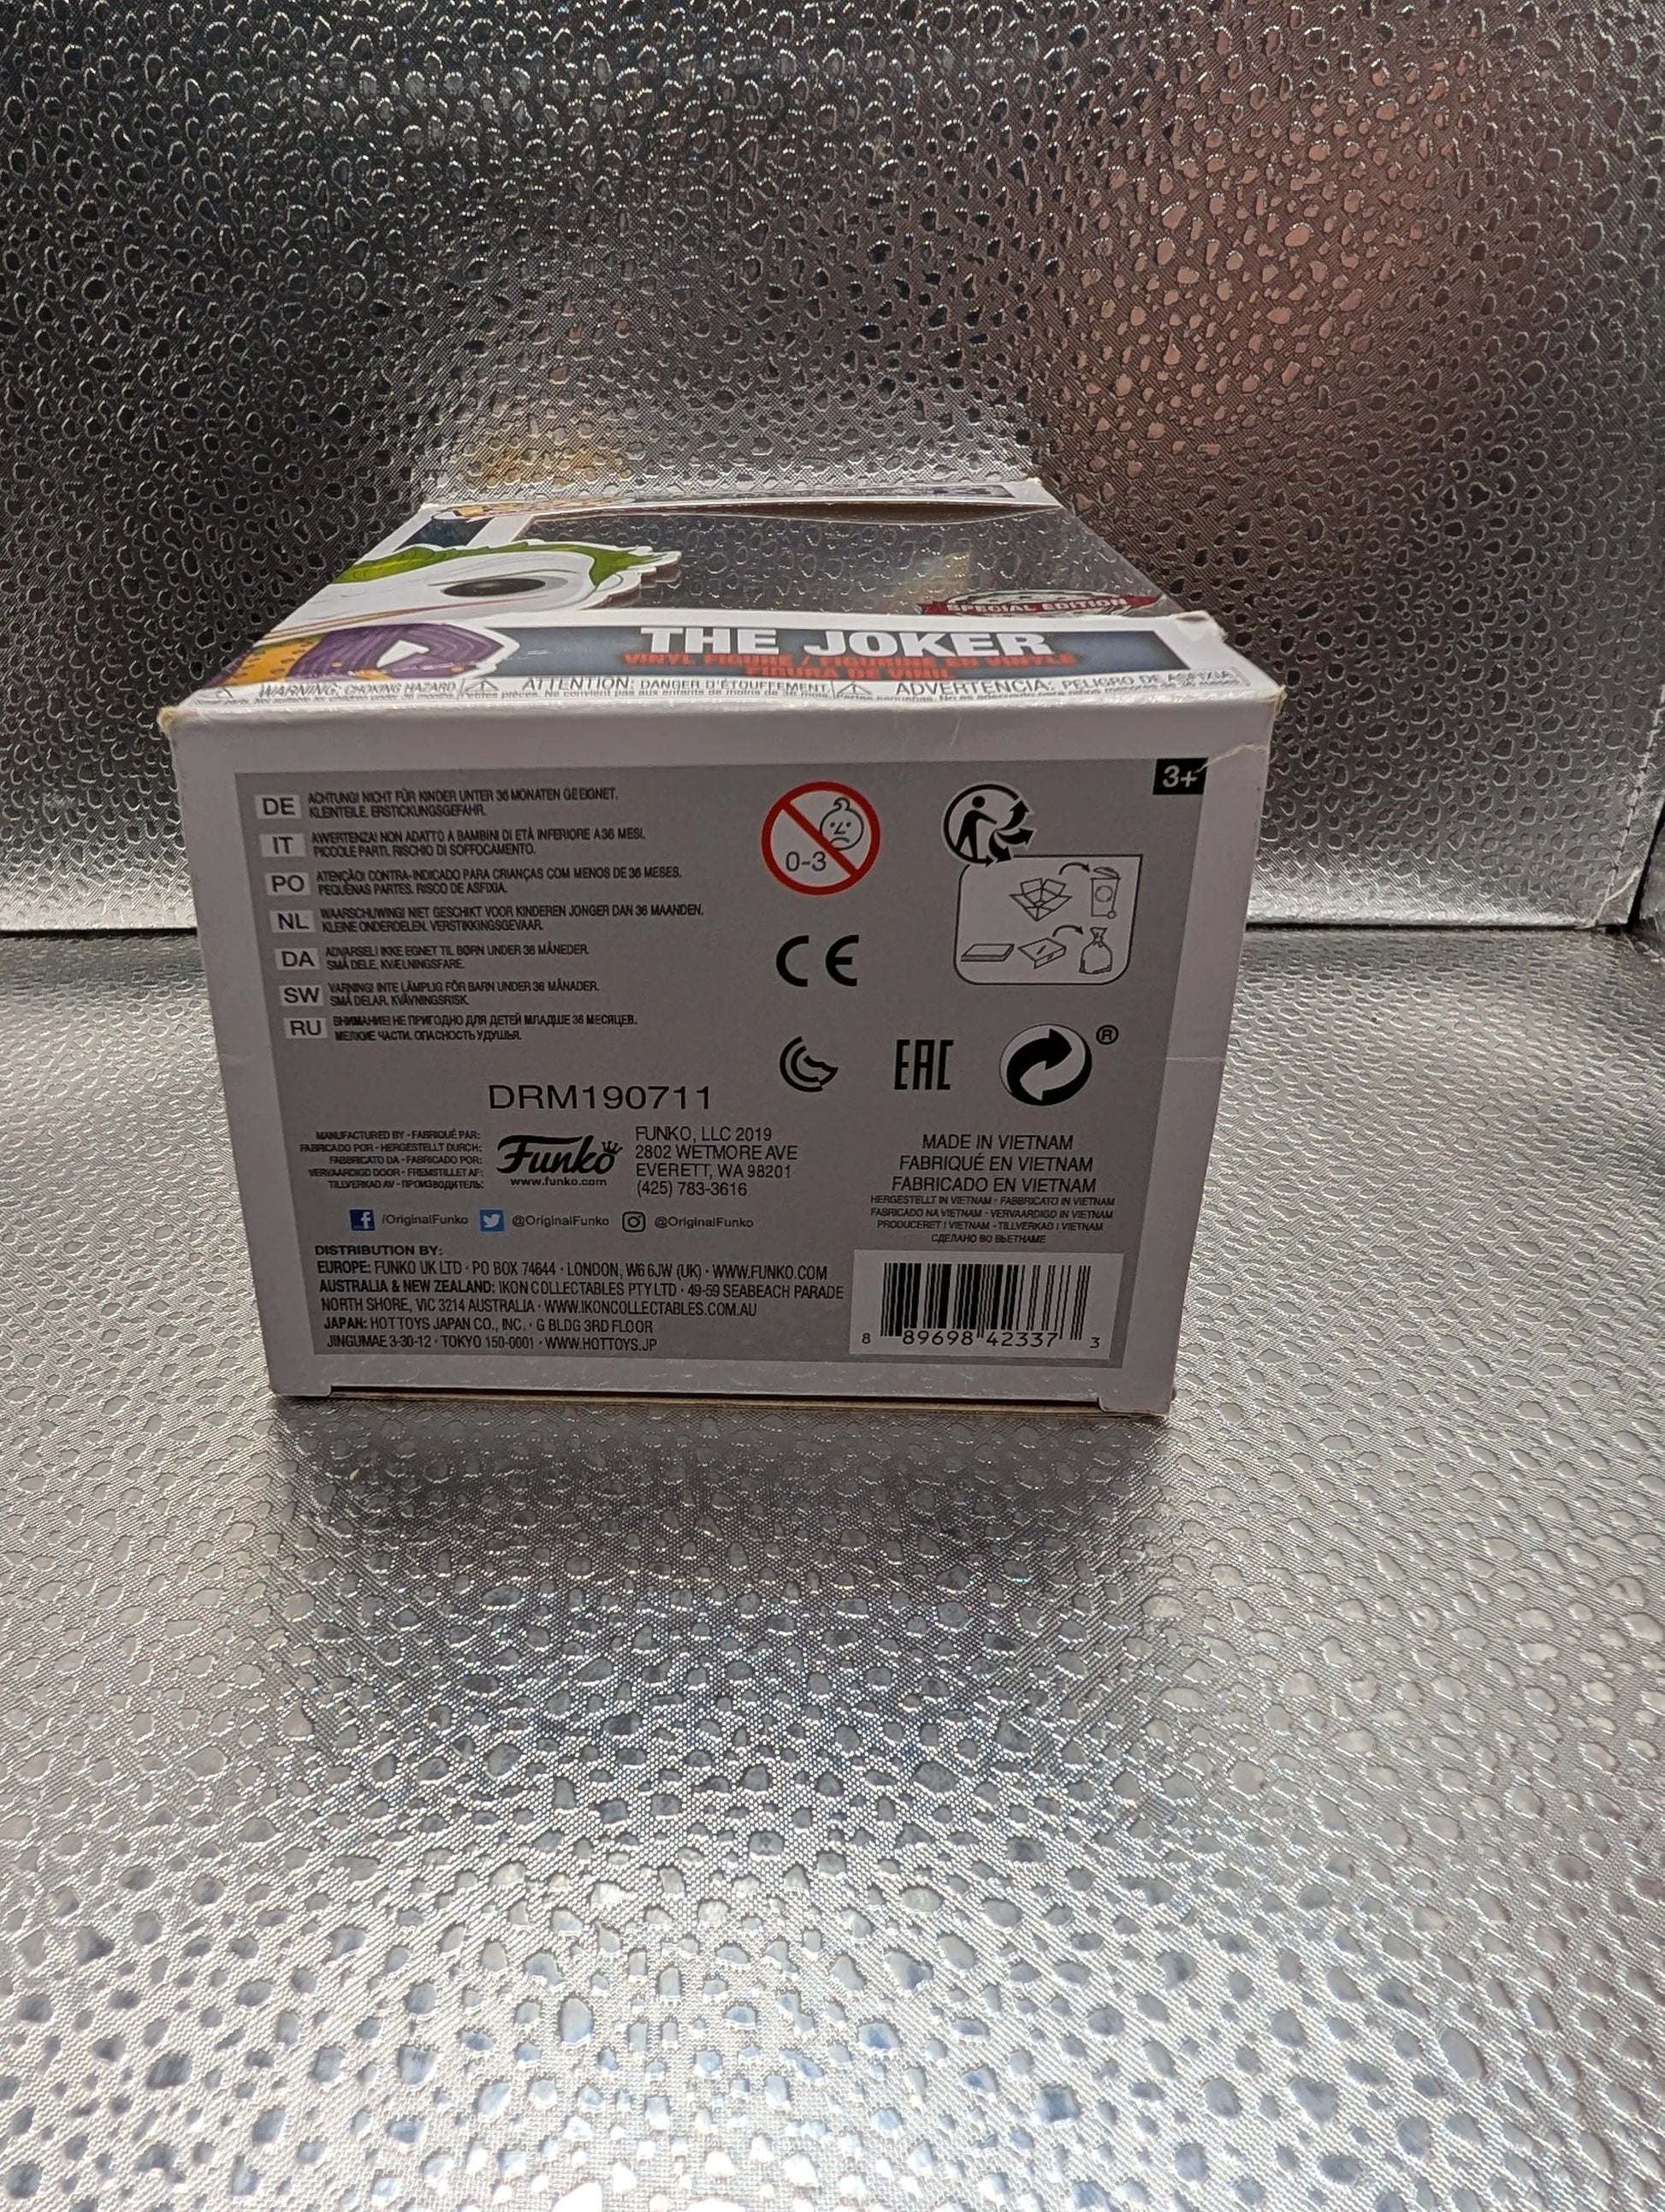 SPECIAL EDITION
THE JOKER
VINYL FIGURE / FIGURINE EN VINYLE
FIGURA DE VINIL
WARNING: CHOKING HAZARD
ATTENTION: DANGER D'ÉTOUFFEMENT
ADVERTENCIA: PELIGRO DE ASFIXIA
3+
DE ACHTUNG! NICHT FÜR KINDER UNTER 36 MONATEN GEEIGNET.
KLEINTEILE. ERSTICKUNGSGEFAHR.
IT AVVERTENZA! NON ADATTO A BAMBINI DI ETÀ INFERIORE A 36 MESI.
PICCOLE PARTI. RISCHIO DI SOFFOCAMENTO.
PO ATENÇÃO! CONTRA-INDICADO PARA CRIANÇAS COM MENOS DE 36 MESES.
PEQUENAS PARTES. RISCO DE ASFIXIA.
NL WAARSCHUWING! NIET GESCHIKT VOOR KINDEREN JONGER DAN 36 MAANDEN.
KLEINE ONDERDELEN. VERSTIKKINGSGEVAAR.
DA ADVARSEL! IKKE EGNET TIL BØRN UNDER 36 MÅNEDER.
SMÅ DELE. KVÆLNINGSFARE.
SW VARNING! INTE LÄMPLIG FÖR BARN UNDER 36 MÅNADER.
SMÅ DELAR. KVÄVNINGSRISK.
RU ВНИМАНИЕ! НЕ ПРИГОДНО ДЛЯ ДЕТЕЙ МЛАДШЕ 36 МЕСЯЦЕВ.
МЕЛКИЕ ЧАСТИ. ОПАСНОСТЬ УДУШЬЯ.
0-3
CE
EAC
®
DRM190711
MANUFACTURED BY - FABRIQUÉ PAR:
FABRICADO POR - HERGESTELLT DURCH:
FABBRICATO DA - FABRICADO POR:
VERVAARDIGD DOOR - FREMSTILLET AF:
TILLVERKAD AV - ПРОИЗВОДИТЕЛЬ:
Funko
www.funko.com
FUNKO, LLC 2019
2802 WETMORE AVE
EVERETT, WA 98201
(425) 783-3616
/OriginalFunko @OriginalFunko @OriginalFunko
MADE IN VIETNAM
FABRIQUÉ EN VIETNAM
FABRICADO EN VIETNAM
HERGESTELLT IN VIETNAM - FABBRICATO IN VIETNAM
FABRICADO NA VIETNAM - VERVAARDIGD IN VIETNAM
PRODUCERET I VIETNAM - TILLVERKAD I VIETNAM
СДЕЛАНО ВО ВЬЕТНАМЕ
DISTRIBUTION BY:
EUROPE: FUNKO UK LTD · PO BOX 74644 · LONDON, W6 6JW (UK) · WWW.FUNKO.COM
AUSTRALIA & NEW ZEALAND: IKON COLLECTABLES PTY LTD · 49-59 SEABEACH PARADE
NORTH SHORE, VIC 3214 AUSTRALIA · WWW.IKONCOLLECTABLES.COM.AU
JAPAN: HOT TOYS JAPAN CO., INC. · G BLDG 3RD FLOOR
JINGUMAE 3-30-12 · TOKYO 150-0001 · WWW.HOTTOYS.JP
8 89698 42337 3